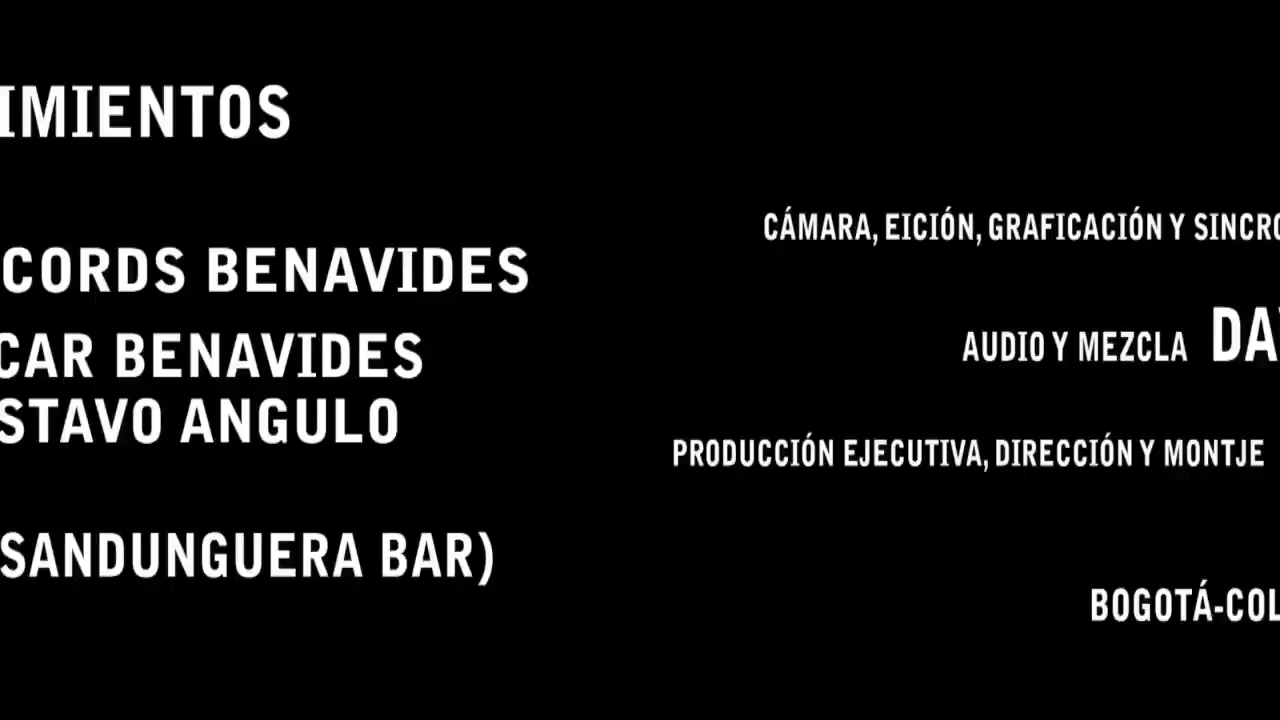 IMIENTOS
CORDS BENAVIDES
CAR BENAVIDES
STAVO ANGULO
SANDUNGUERA BAR)
CÁMARA, EICIÓN, GRAFICACIÓN Y SINCRO
AUDIO Y MEZCLA DA
PRODUCCIÓN EJECUTIVA, DIRECCIÓN Y MONTJE
BOGOTÁ-COL